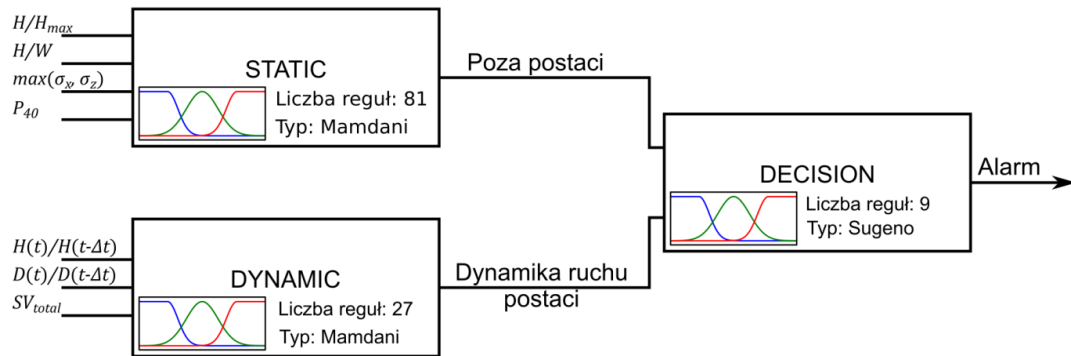 H/H_max
H/W
max(σ_x, σ_z)
P_40
STATIC
Liczba reguł: 81
Typ: Mamdani
Poza postaci
H(t)/H(t-Δt)
D(t)/D(t-Δt)
SV_total
DYNAMIC
Liczba reguł: 27
Typ: Mamdani
Dynamika ruchu
postaci
DECISION
Liczba reguł: 9
Typ: Sugeno
Alarm